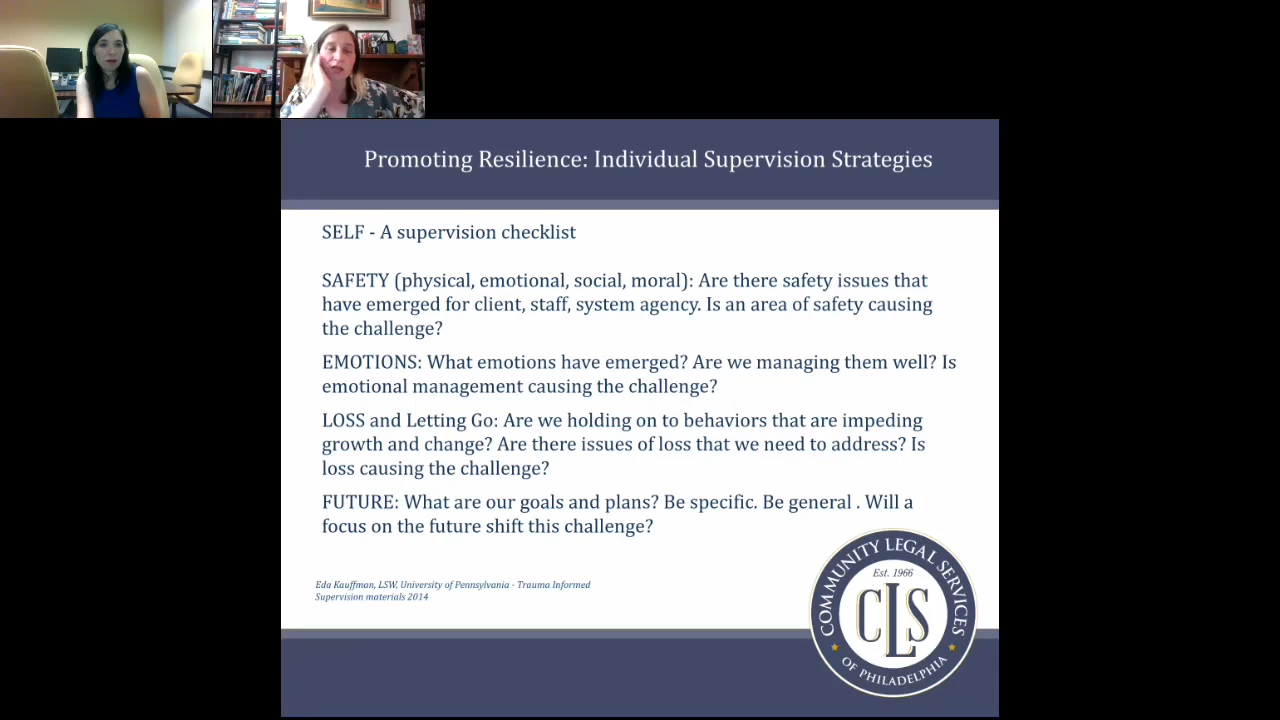 Promoting Resilience: Individual Supervision Strategies
SELF - A supervision checklist
SAFETY (physical, emotional, social, moral): Are there safety issues that
have emerged for client, staff, system agency. Is an area of safety causing
the challenge?
EMOTIONS: What emotions have emerged? Are we managing them well? Is
emotional management causing the challenge?
LOSS and Letting Go: Are we holding on to behaviors that are impeding
growth and change? Are there issues of loss that we need to address? Is
loss causing the challenge?
FUTURE: What are our goals and plans? Be specific. Be general . Will a
focus on the future shift this challenge?
Eda Kauffman, LSW, University of Pennsylvania - Trauma Informed
Supervision materials 2014
COMMUNITY LEGAL SERVICES
Est. 1966
CLS
OF PHILADELPHIA